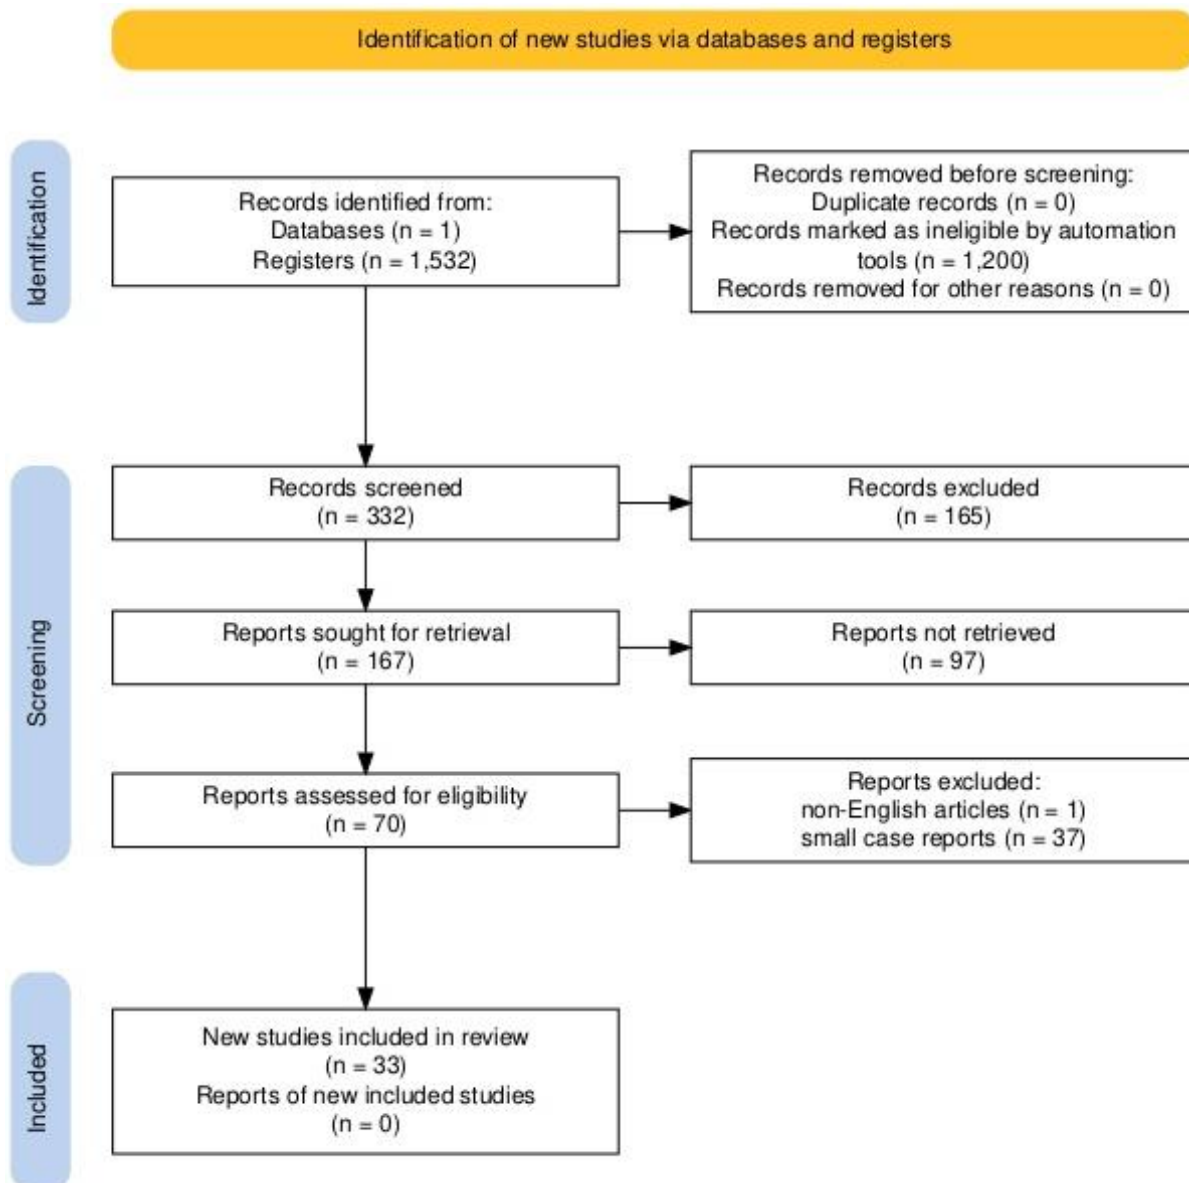 Identification of new studies via databases and registers
Identification
Records identified from:
Databases (n = 1)
Registers (n = 1,532)
Records removed before screening:
Duplicate records (n = 0)
Records marked as ineligible by automation
tools (n = 1,200)
Records removed for other reasons (n = 0)
Screening
Records screened
(n = 332)
Records excluded
(n = 165)
Reports sought for retrieval
(n = 167)
Reports not retrieved
(n = 97)
Reports assessed for eligibility
(n = 70)
Reports excluded:
non-English articles (n = 1)
small case reports (n = 37)
Included
New studies included in review
(n = 33)
Reports of new included studies
(n = 0)